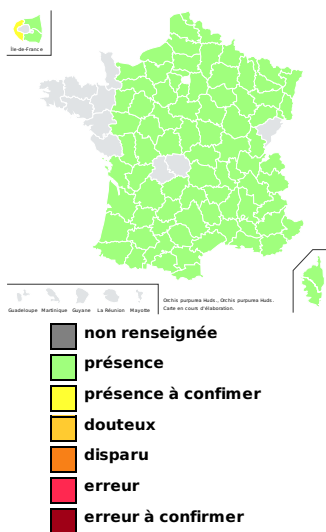 Île-de-France
Guadeloupe Martinique Guyane La Réunion Mayotte
Orchis purpurea Huds., Orchis purpurea Huds.
Carte en cours d'élaboration.
non renseignée
présence
présence à confimer
douteux
disparu
erreur
erreur à confirmer